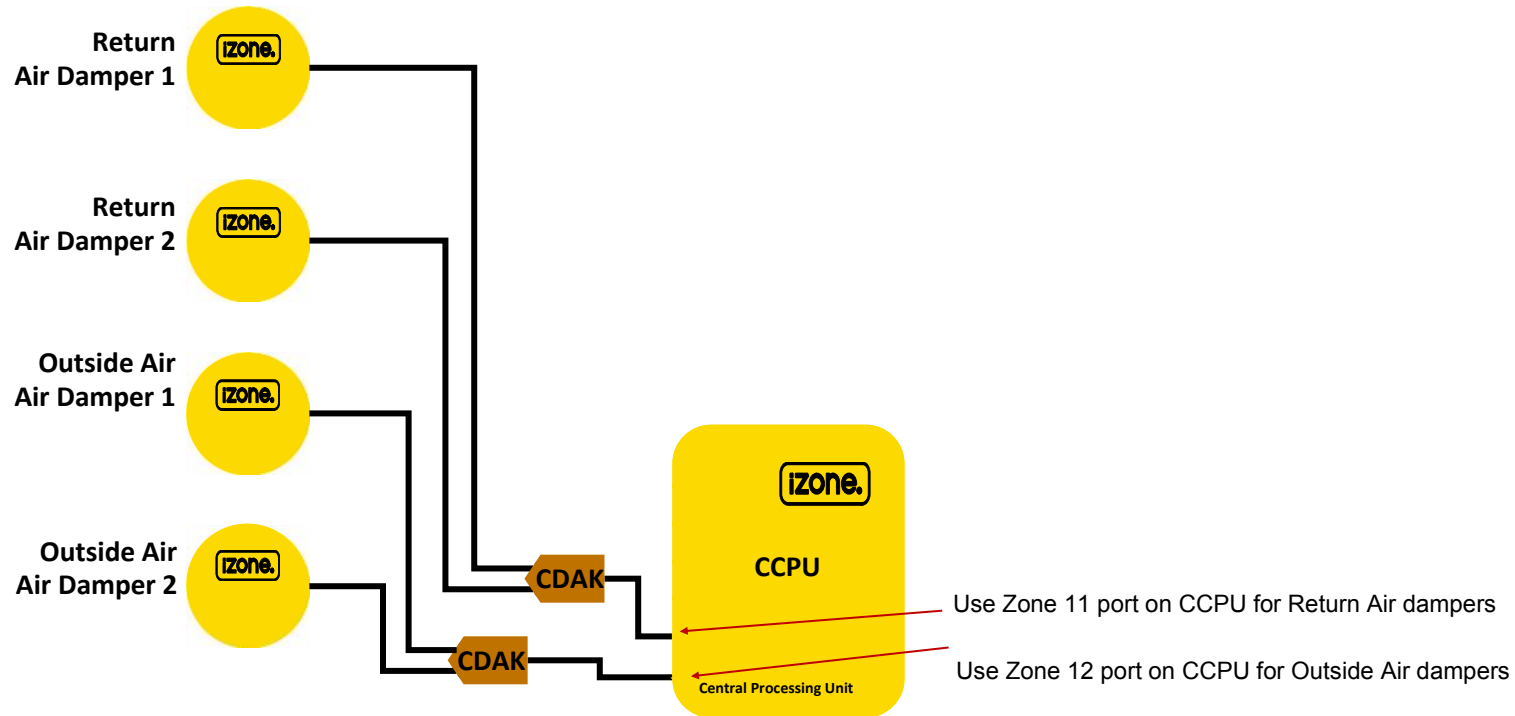 Return
Air Damper 1
izone.
Return
Air Damper 2
izone.
Outside Air
Air Damper 1
izone.
Outside Air
Air Damper 2
izone.
CDAK
CDAK
izone.
CCPU
Central Processing Unit
Use Zone 11 port on CCPU for Return Air dampers
Use Zone 12 port on CCPU for Outside Air dampers